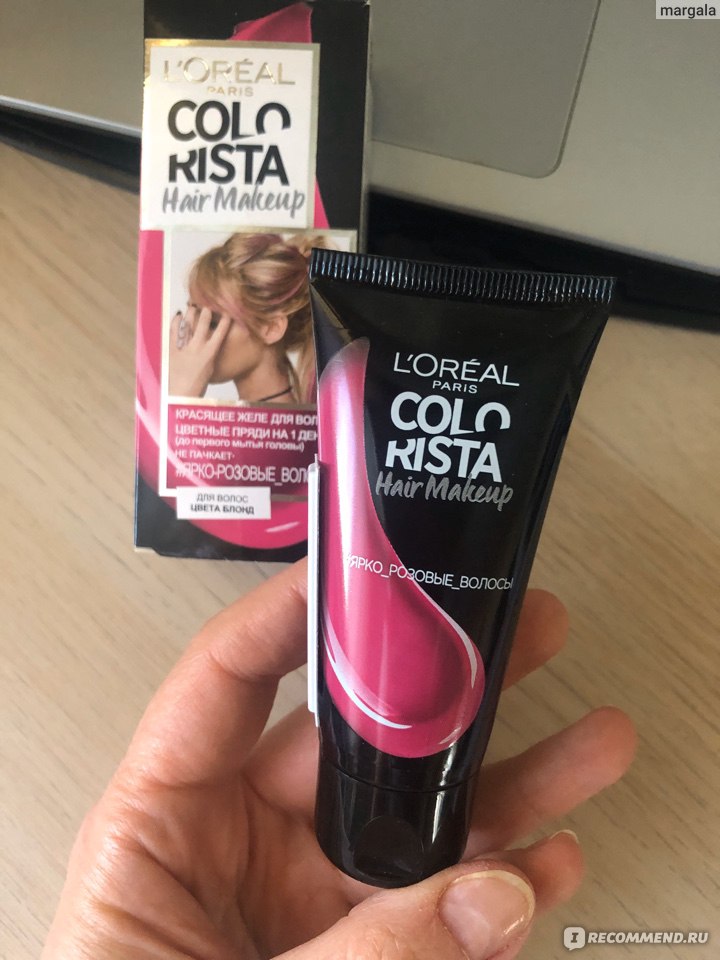 margala
L'ORÉAL
PARIS
COLO
RISTA
Hair Makeup
КРАСЯЩЕЕ ЖЕЛЕ ДЛЯ ВОЛ
ЦВЕТНЫЕ ПРЯДИ НА 1 ДЕН
(до первого мытья головы)
НЕ ПАЧКАЕТ
#ЯРКО-РОЗОВЫЕ_ВОЛО
ДЛЯ ВОЛОС
ЦВЕТА БЛОНД
L'ORÉAL
PARIS
COLO
RISTA
Hair Makeup
#ЯРКО_РОЗОВЫЕ_ВОЛОСЫ
I RECOMMEND.RU